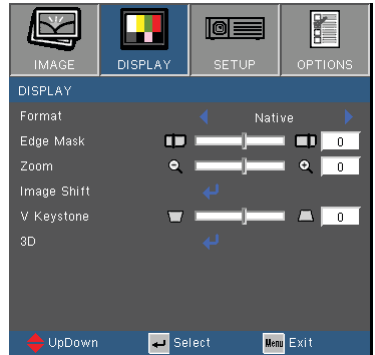 IMAGE DISPLAY SETUP OPTIONS
DISPLAY
Format Native
Edge Mask 0
Zoom 0
Image Shift
V Keystone 0
3D
UpDown Select Menu Exit